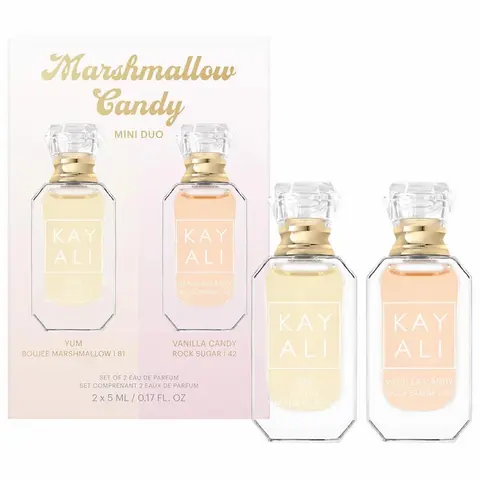 Marshmallow
Candy
MINI DUO
KAY
ALI
KAY
ALI
YUM
BOUJEE MARSHMALLOW | 81
VANILLA CANDY
ROCK SUGAR | 42
SET OF 2 EAU DE PARFUM
SET COMPRENANT 2 EAUX DE PARFUM
2 x 5 ML / 0.17 FL. OZ
KAY
ALI
KAY
ALI